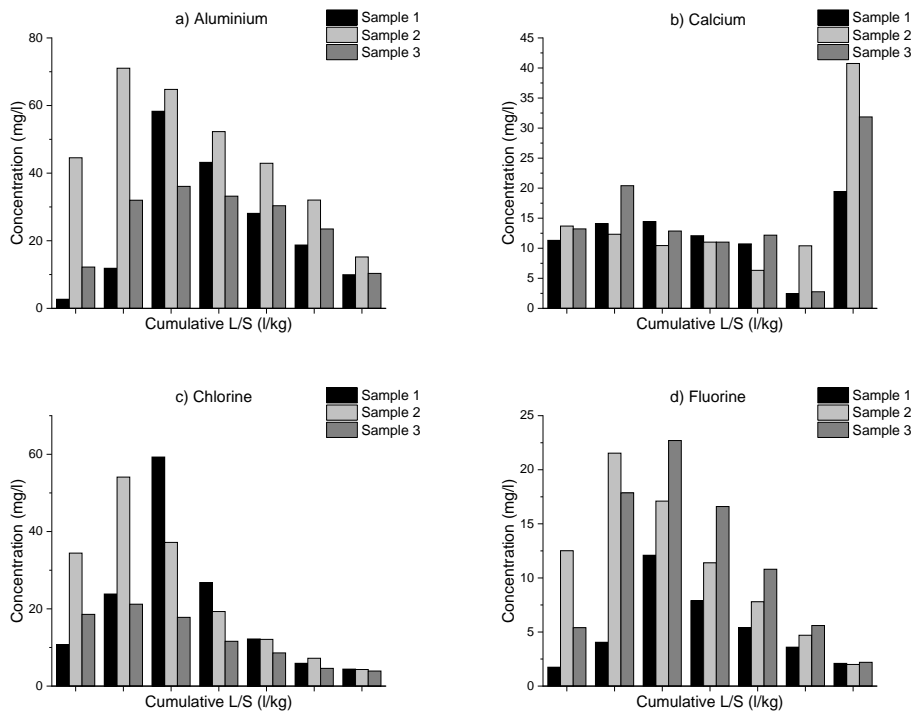 a) Aluminium
Sample 1
Sample 2
Sample 3
Concentration (mg/l)
60
40
20
0
Cumulative L/S (l/kg)
b) Calcium
Sample 1
Sample 2
Sample 3
Concentration (mg/l)
45
40
35
30
25
20
15
10
5
0
Cumulative L/S (l/kg)
c) Chlorine
Sample 1
Sample 2
Sample 3
Concentration (mg/l)
60
40
20
0
Cumulative L/S (l/kg)
d) Fluorine
Sample 1
Sample 2
Sample 3
Concentration (mg/l)
25
20
15
10
5
0
Cumulative L/S (l/kg)